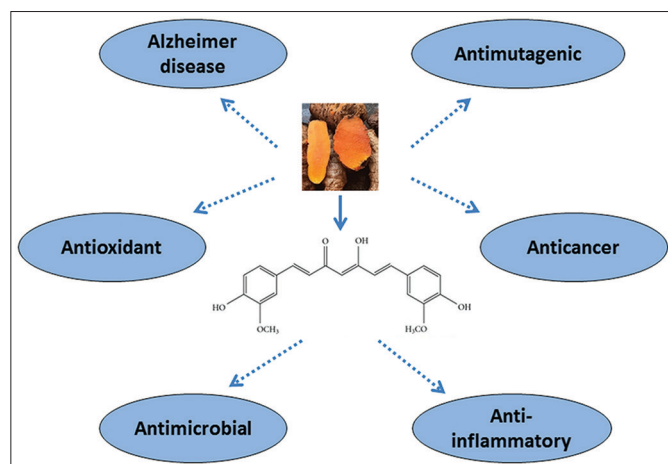 Alzheimer
disease
Antimutagenic
Antioxidant
Anticancer
O
OH
HO
OCH₃
H₃CO
OH
Antimicrobial
Anti-
inflammatory